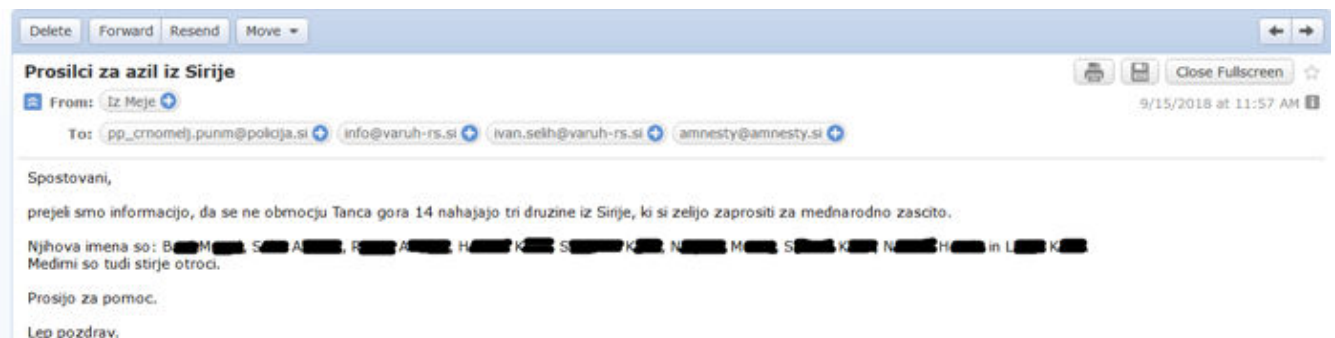 Delete Forward Resend Move
Prosilci za azil iz Sirije Close Fullscreen
From: Iz Meje 9/15/2018 at 11:57 AM
To: pp_crnomelj.punm@policija.si info@varuh-rs.si ivan.selih@varuh-rs.si amnesty@amnesty.si
Spostovani,
prejeli smo informacijo, da se ne obmocju Tanca gora 14 nahajajo tri druzine iz Sirije, ki si zelijo zaprositi za mednarodno zascito.
Njihova imena so: B M , S A , R A , H K S K , N M , S K N H in L K
Medimi so tudi stirje otroci.
Prosijo za pomoc.
Lep pozdrav.